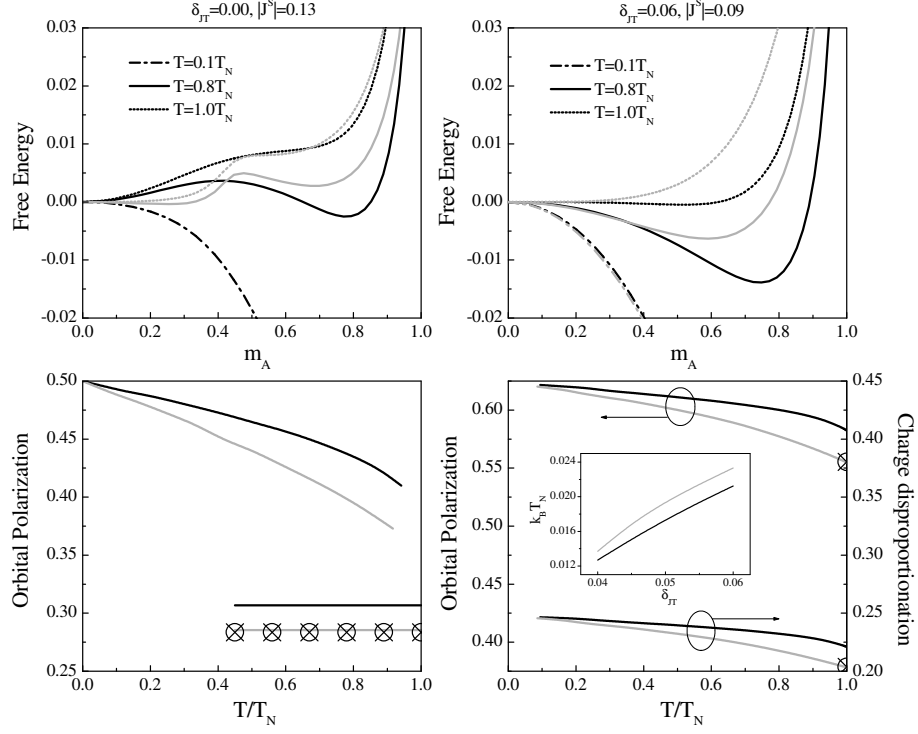 δ_JT=0.00, |J^S|=0.13
0.03
0.02
0.01
0.00
-0.01
-0.02
Free Energy
T=0.1T_N
T=0.8T_N
T=1.0T_N
0.0 0.2 0.4 0.6 0.8 1.0
m_A
δ_JT=0.06, |J^S|=0.09
0.03
0.02
0.01
0.00
-0.01
-0.02
Free Energy
T=0.1T_N
T=0.8T_N
T=1.0T_N
0.0 0.2 0.4 0.6 0.8 1.0
m_A
0.50
0.45
0.40
0.35
0.30
0.25
Orbital Polarization
0.0 0.2 0.4 0.6 0.8 1.0
T/T_N
0.60
0.55
0.50
0.45
0.40
Orbital Polarization
0.024
0.020
0.016
0.012
k_B T_N
0.04 0.05 0.06
δ_JT
0.45
0.40
0.35
0.30
0.25
0.20
Charge disproportionation
0.0 0.2 0.4 0.6 0.8 1.0
T/T_N